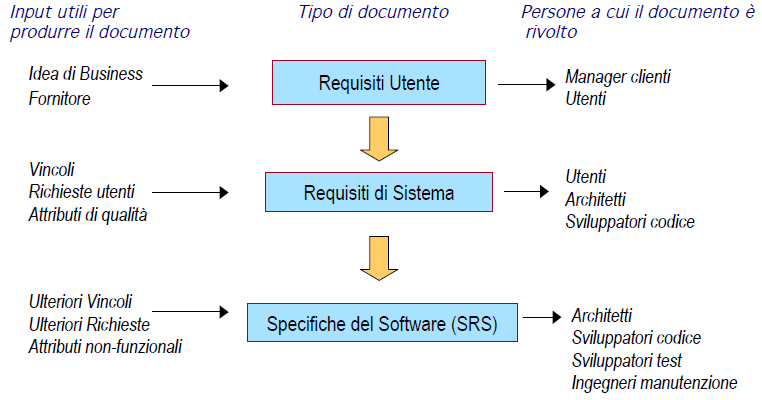 Input utili per
produrre il documento
Tipo di documento
Persone a cui il documento è
rivolto
Idea di Business
Fornitore
Requisiti Utente
Manager clienti
Utenti
Vincoli
Richieste utenti
Attributi di qualità
Requisiti di Sistema
Utenti
Architetti
Sviluppatori codice
Ulteriori Vincoli
Ulteriori Richieste
Attributi non-funzionali
Specifiche del Software (SRS)
Architetti
Sviluppatori codice
Sviluppatori test
Ingegneri manutenzione